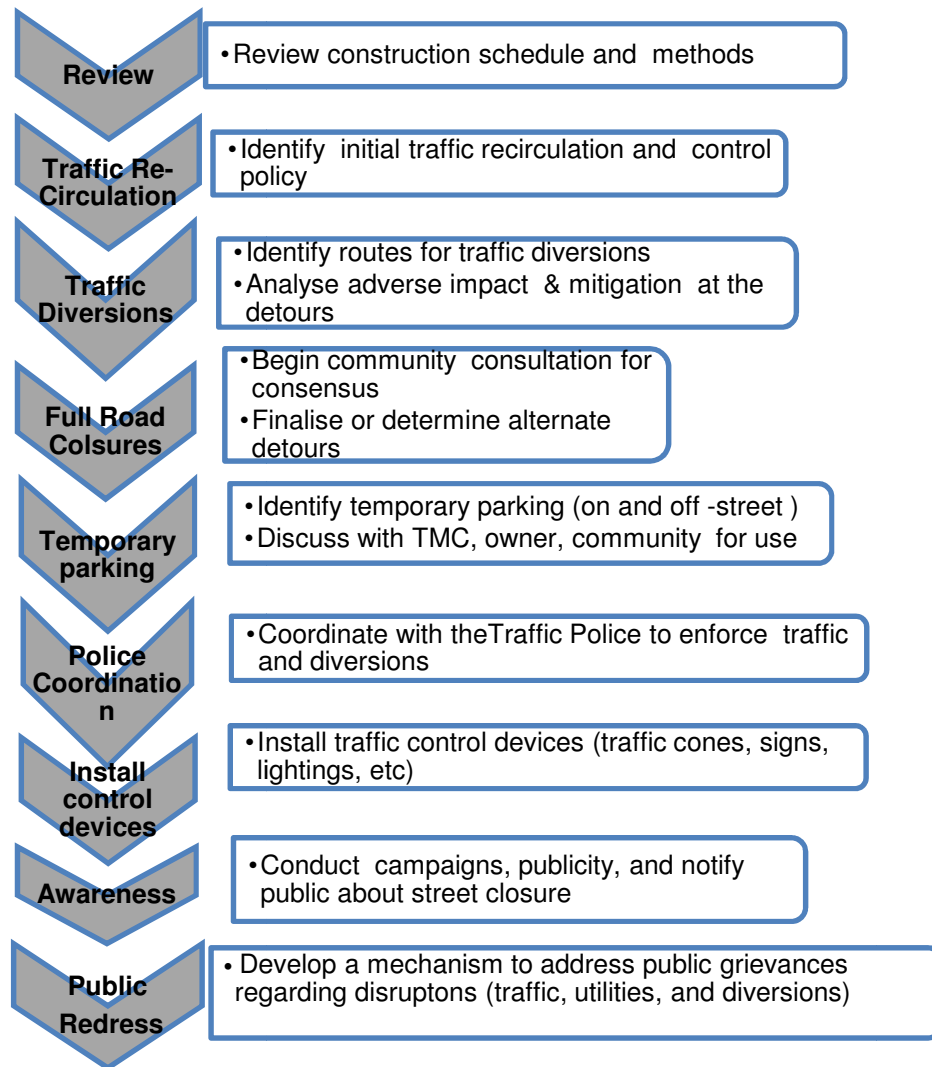 Review
•Review construction schedule and methods
Traffic Re-
Circulation
•Identify initial traffic recirculation and control
policy
Traffic
Diversions
•Identify routes for traffic diversions
•Analyse adverse impact & mitigation at the
detours
Full Road
Colsures
•Begin community consultation for
consensus
•Finalise or determine alternate
detours
Temporary
parking
•Identify temporary parking (on and off -street )
•Discuss with TMC, owner, community for use
Police
Coordinatio
n
•Coordinate with theTraffic Police to enforce traffic
and diversions
Install
control
devices
•Install traffic control devices (traffic cones, signs,
lightings, etc)
Awareness
•Conduct campaigns, publicity, and notify
public about street closure
Public
Redress
• Develop a mechanism to address public grievances
regarding disruptons (traffic, utilities, and diversions)